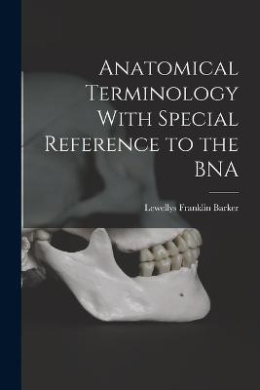 Anatomical
Terminology
With Special
Reference to the
BNA
Lewellys Franklin Barker